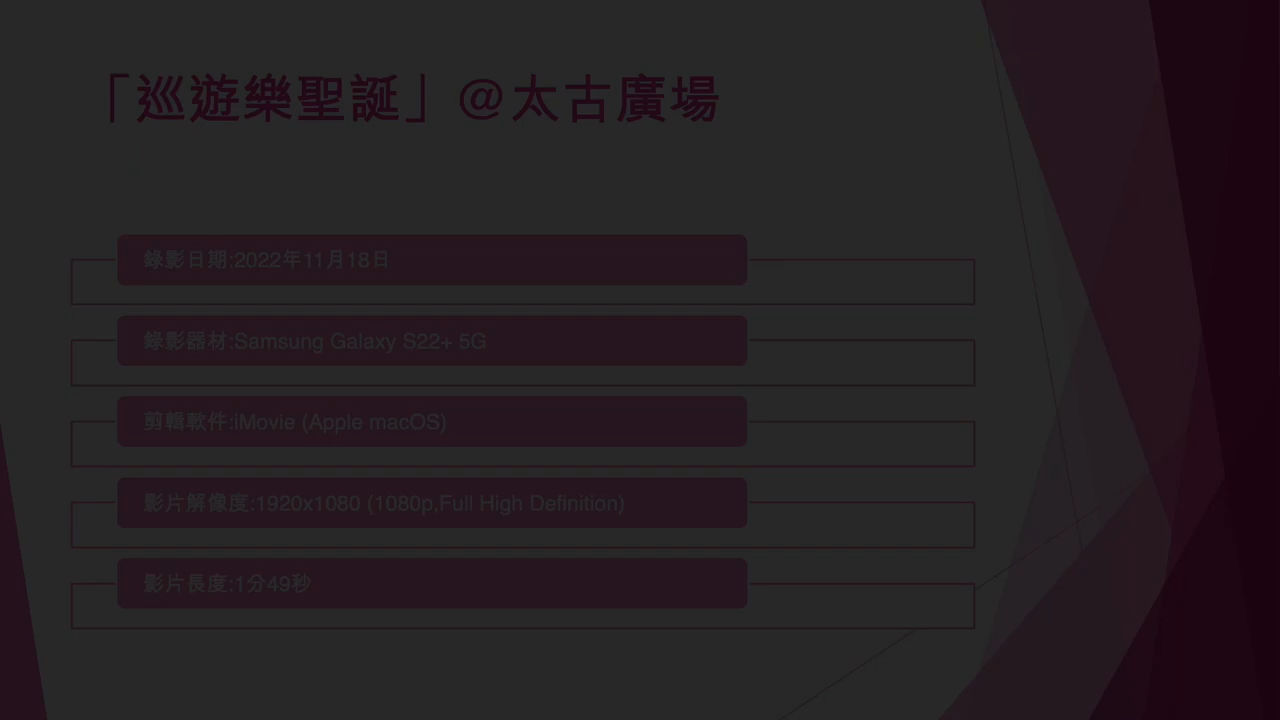 「巡遊樂聖誕」@太古廣場
錄影日期:2022年11月18日
錄影器材:Samsung Galaxy S22+ 5G
剪輯軟件:iMovie (Apple macOS)
影片解像度:1920x1080 (1080p,Full High Definition)
影片長度:1分49秒